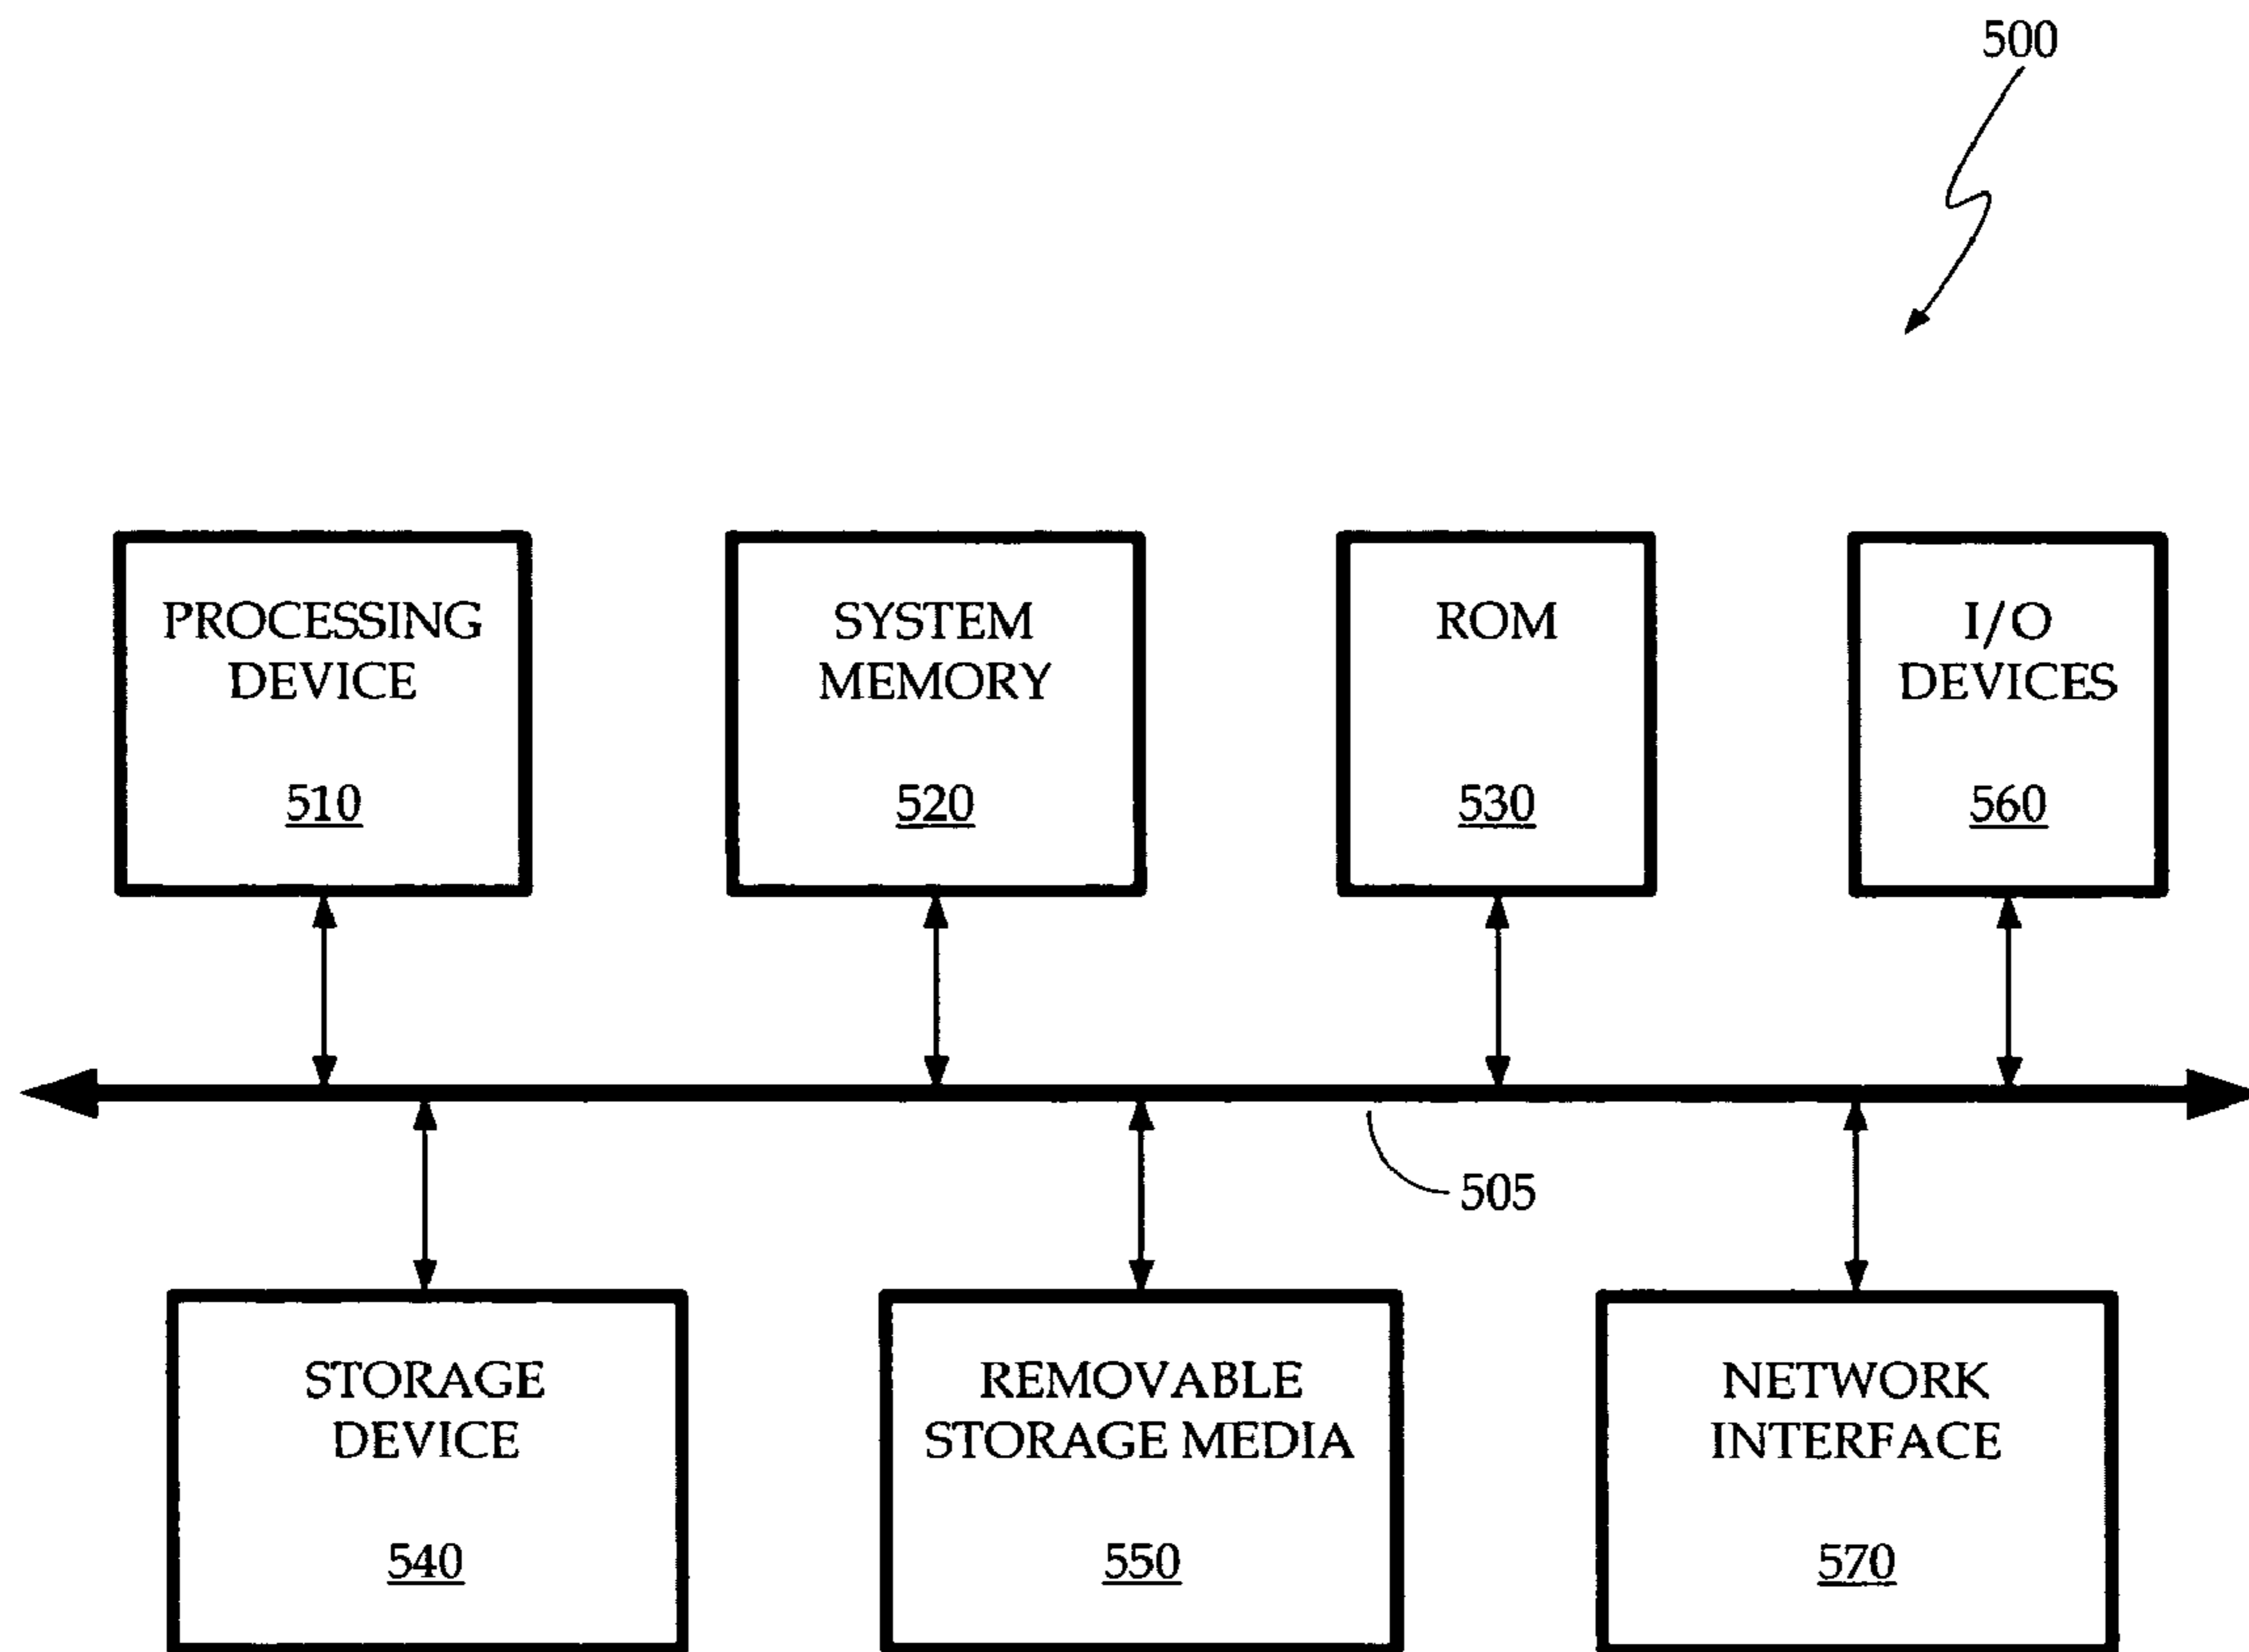 500
PROCESSING
DEVICE
510
SYSTEM
MEMORY
520
ROM
530
I/O
DEVICES
560
505
STORAGE
DEVICE
540
REMOVABLE
STORAGE MEDIA
550
NETWORK
INTERFACE
570